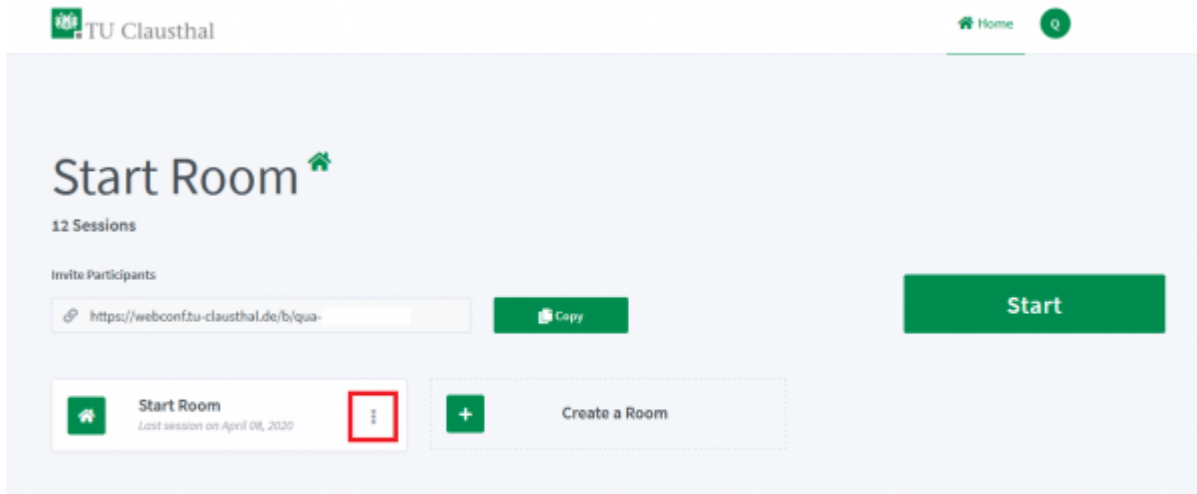 TU Clausthal
Home
Q
Start Room
12 Sessions
Invite Participants
https://webconf.tu-clausthal.de/b/qua-
Copy
Start
Start Room
Last session on April 08, 2020
Create a Room